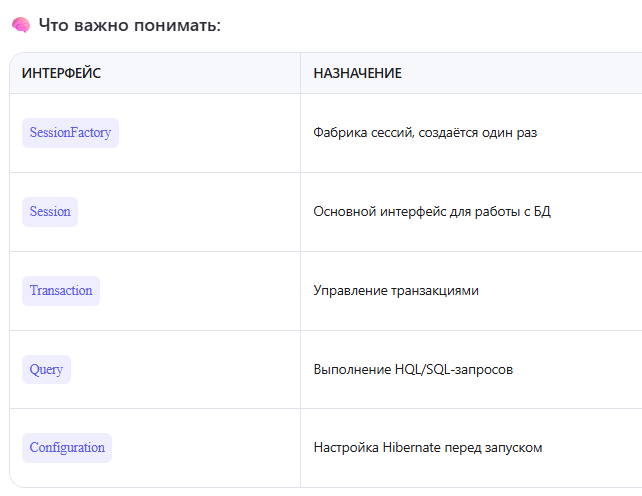 🧠 Что важно понимать:
ИНТЕРФЕЙС НАЗНАЧЕНИЕ
SessionFactory Фабрика сессий, создаётся один раз
Session Основной интерфейс для работы с БД
Transaction Управление транзакциями
Query Выполнение HQL/SQL-запросов
Configuration Настройка Hibernate перед запуском